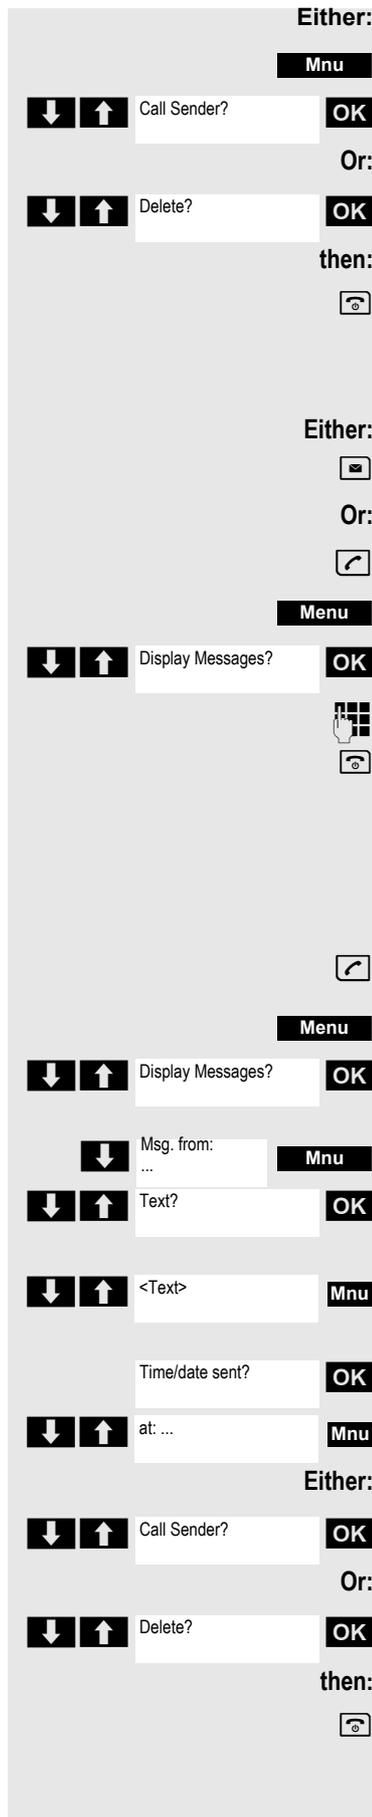 Either:
Mnu
Call Sender? OK
Or:
Delete? OK
then:
Either:
Or:
Menu
Display Messages? OK
Menu
Display Messages? OK
Msg. from:
... Mnu
Text? OK
<Text> Mnu
Time/date sent? OK
at: ... Mnu
Either:
Call Sender? OK
Or:
Delete? OK
then: